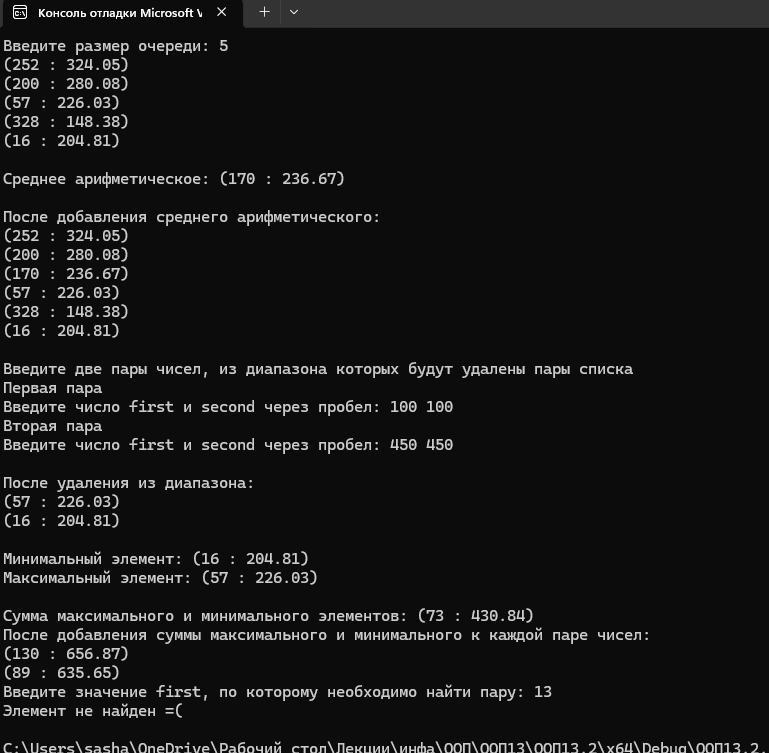 Консоль отладки Microsoft V
Введите размер очереди: 5
(252 : 324.05)
(200 : 280.08)
(57 : 226.03)
(328 : 148.38)
(16 : 204.81)
Среднее арифметическое: (170 : 236.67)
После добавления среднего арифметического:
(252 : 324.05)
(200 : 280.08)
(170 : 236.67)
(57 : 226.03)
(328 : 148.38)
(16 : 204.81)
Введите две пары чисел, из диапазона которых будут удалены пары списка
Первая пара
Введите число first и second через пробел: 100 100
Вторая пара
Введите число first и second через пробел: 450 450
После удаления из диапазона:
(57 : 226.03)
(16 : 204.81)
Минимальный элемент: (16 : 204.81)
Максимальный элемент: (57 : 226.03)
Сумма максимального и минимального элементов: (73 : 430.84)
После добавления суммы максимального и минимального к каждой паре чисел:
(130 : 656.87)
(89 : 635.65)
Введите значение first, по которому необходимо найти пару: 13
Элемент не найден =(
C:\Users\sasha\OneDrive\Рабочий стол\Лекции\инфа\ООП\ООП13\ООП13.2\x64\Debug\ООП13.2